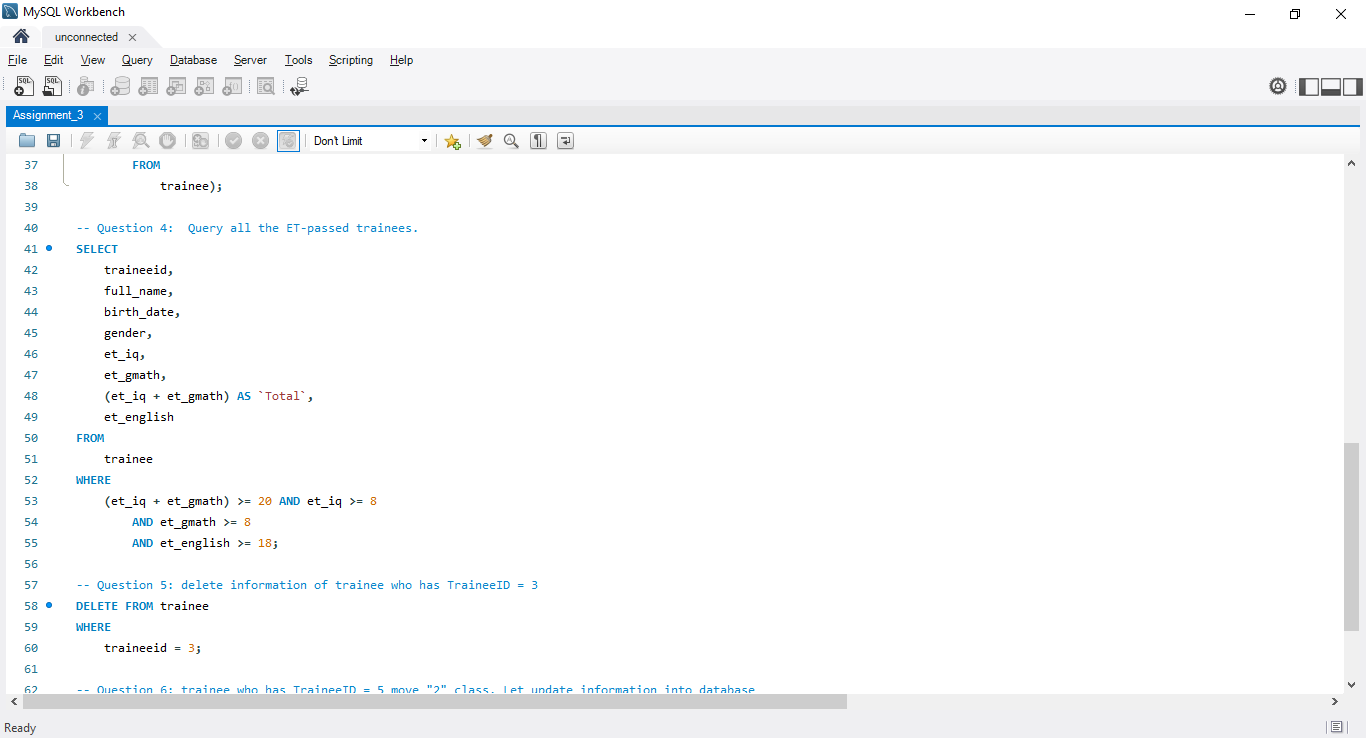 MySQL Workbench
unconnected
File Edit View Query Database Server Tools Scripting Help
SQL SQL
Assignment_3
Don't Limit
37 FROM
38 trainee);
39
40 -- Question 4:  Query all the ET-passed trainees.
41 SELECT
42 traineeid,
43 full_name,
44 birth_date,
45 gender,
46 et_iq,
47 et_gmath,
48 (et_iq + et_gmath) AS `Total`,
49 et_english
50 FROM
51 trainee
52 WHERE
53 (et_iq + et_gmath) >= 20 AND et_iq >= 8
54 AND et_gmath >= 8
55 AND et_english >= 18;
56
57 -- Question 5: delete information of trainee who has TraineeID = 3
58 DELETE FROM trainee
59 WHERE
60 traineeid = 3;
61
62 -- Question 6: trainee who has TraineeID = 5 move "2" class. Let update information into database
Ready